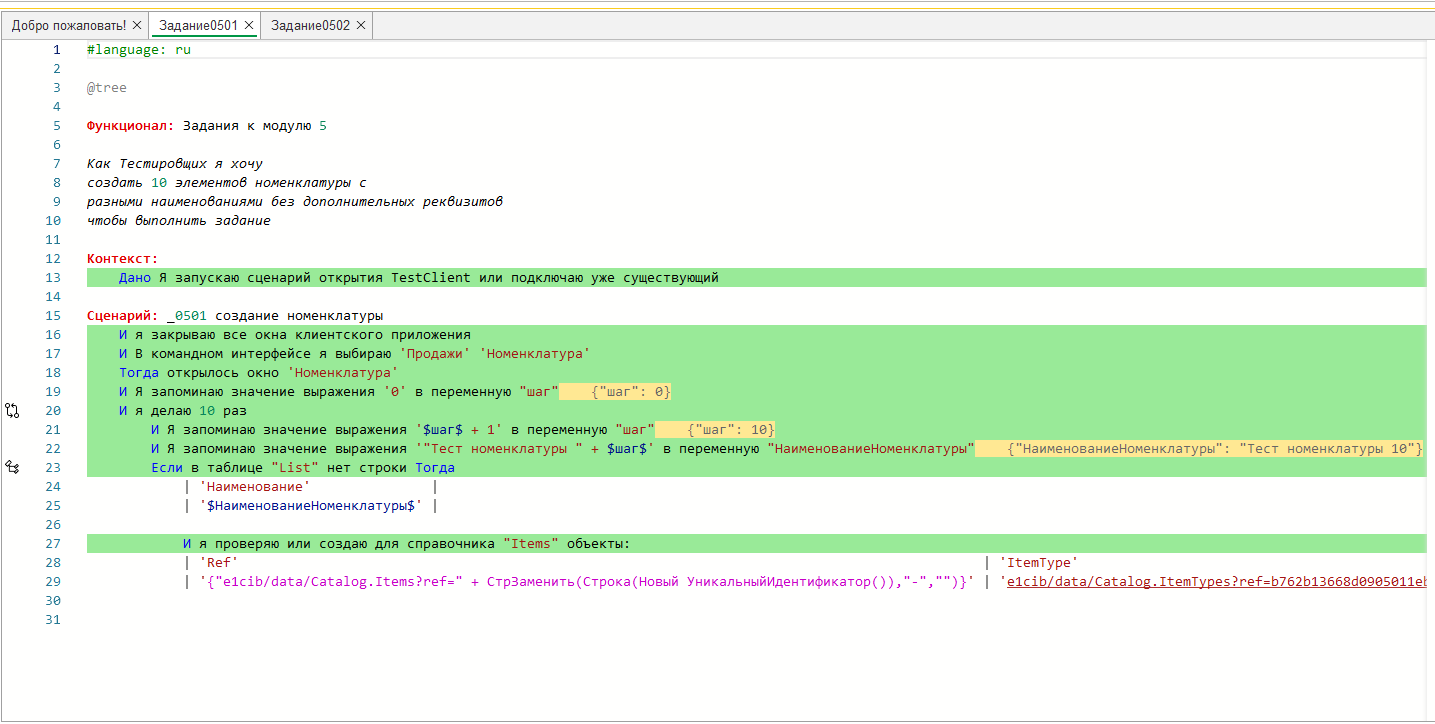 Добро пожаловать! × Задание0501 × Задание0502 ×
1 #language: ru
2
3 @tree
4
5 Функционал: Задания к модулю 5
6
7 Как Тестировщих я хочу
8 создать 10 элементов номенклатуры с
9 разными наименованиями без дополнительных реквизитов
10 чтобы выполнить задание
11
12 Контекст:
13 Дано Я запускаю сценарий открытия TestClient или подключаю уже существующий
14
15 Сценарий: _0501 создание номенклатуры
16 И я закрываю все окна клиентского приложения
17 И В командном интерфейсе я выбираю 'Продажи' 'Номенклатура'
18 Тогда открылось окно 'Номенклатура'
19 И Я запоминаю значение выражения '0' в переменную "шаг" {"шаг": 0}
20 И я делаю 10 раз
21 И Я запоминаю значение выражения '$шаг$ + 1' в переменную "шаг" {"шаг": 10}
22 И Я запоминаю значение выражения '"Тест номенклатуры " + $шаг$' в переменную "НаименованиеНоменклатуры" {"НаименованиеНоменклатуры": "Тест номенклатуры 10"}
23 Если в таблице "List" нет строки Тогда
24 | 'Наименование' |
25 | '$НаименованиеНоменклатуры$' |
26
27 И я проверяю или создаю для справочника "Items" объекты:
28 | 'Ref' | 'ItemType'
29 | '{"e1cib/data/Catalog.Items?ref=" + СтрЗаменить(Строка(Новый УникальныйИдентификатор()),"-","")}' | 'e1cib/data/Catalog.ItemTypes?ref=b762b13668d0905011eb
30
31